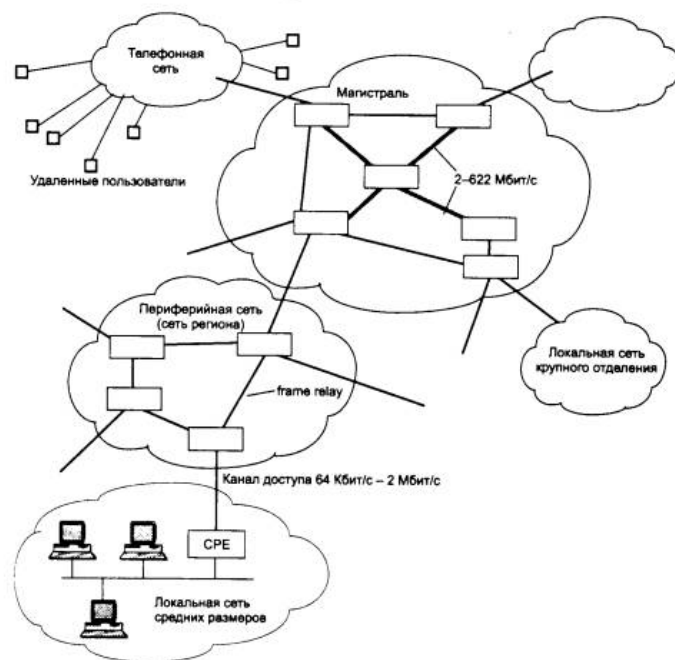 Телефонная
сеть
Магистраль
Удаленные пользователи
2–622 Мбит/с
Периферийная сеть
(сеть региона)
Локальная сеть
крупного отделения
frame relay
Канал доступа 64 Кбит/с – 2 Мбит/с
CPE
Локальная сеть
средних размеров